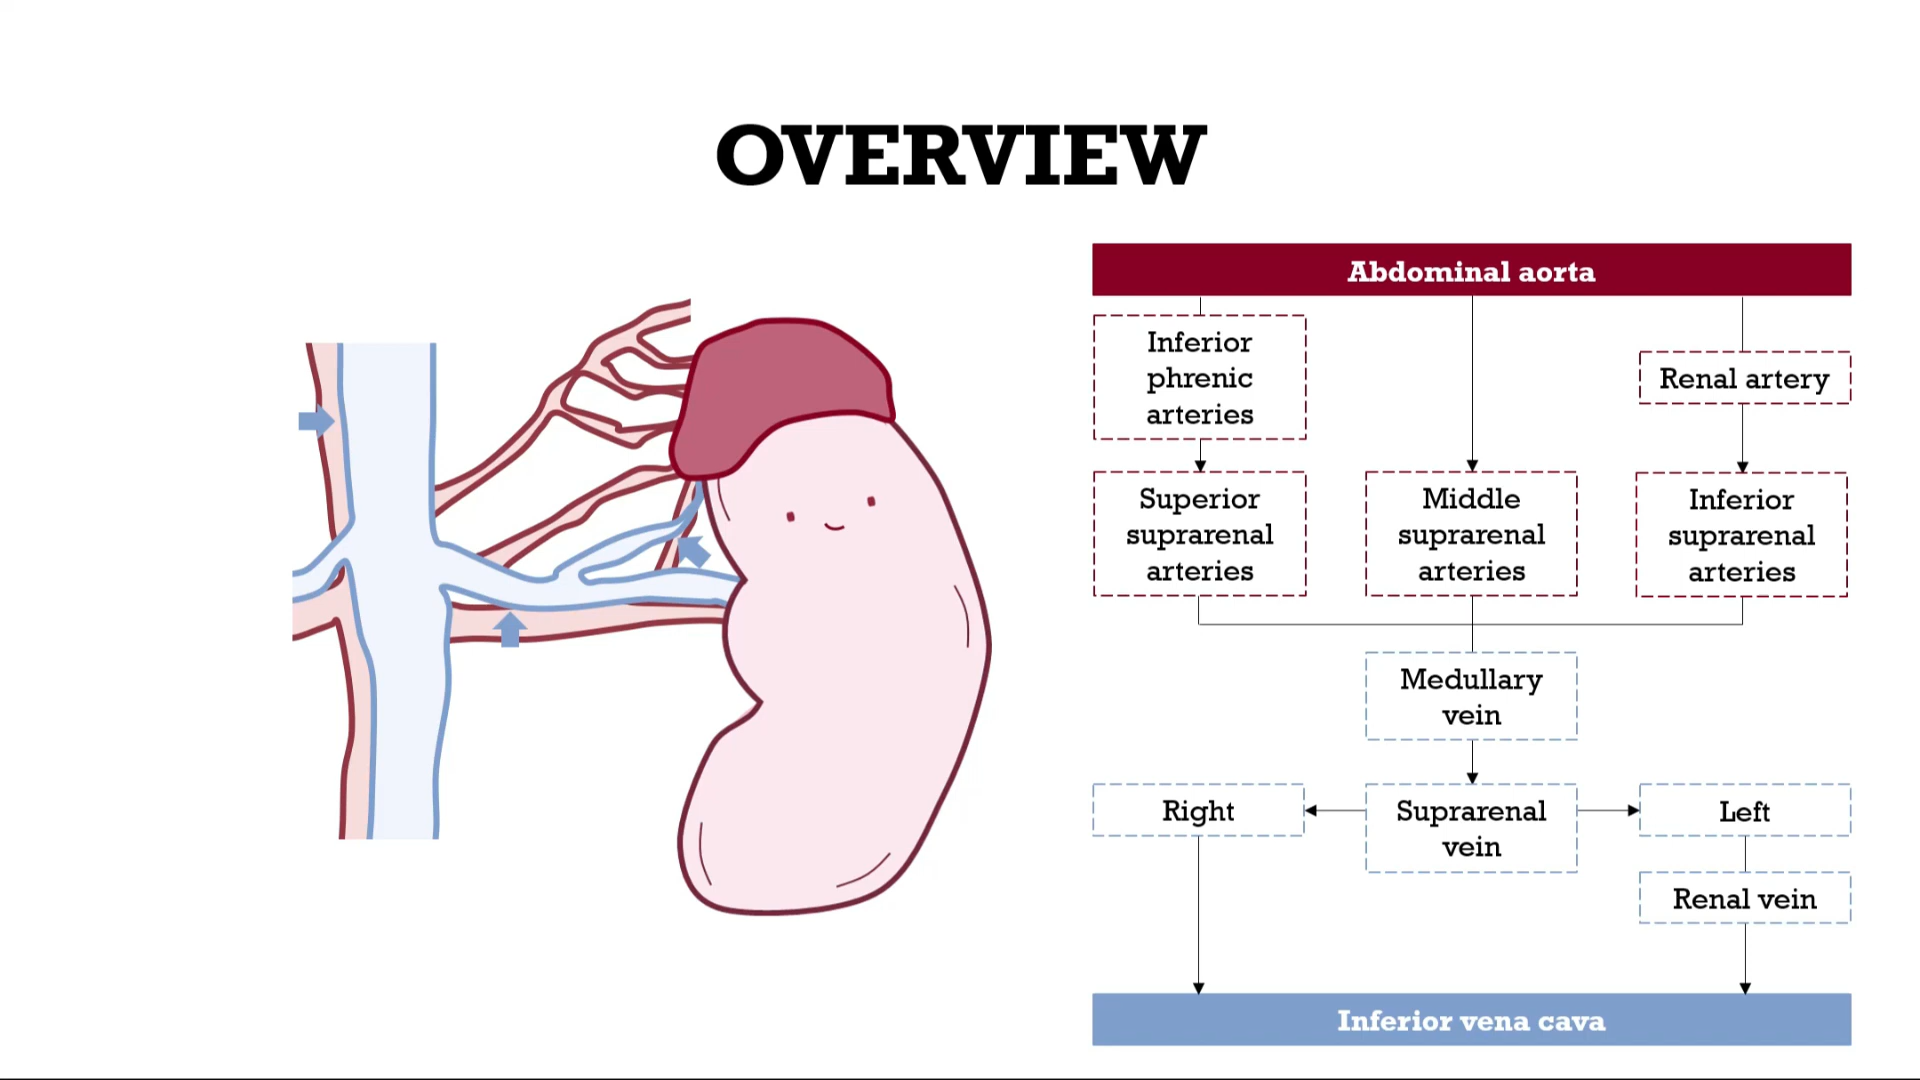 OVERVIEW
Abdominal aorta
Inferior
phrenic
arteries
Renal artery
Superior
suprarenal
arteries
Middle
suprarenal
arteries
Inferior
suprarenal
arteries
Medullary
vein
Right
Suprarenal
vein
Left
Renal vein
Inferior vena cava